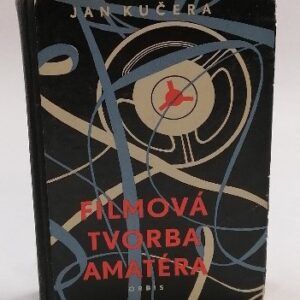 JAN KUČERA
FILMOVÁ
TVORBA
AMATÉRA
ORBIS